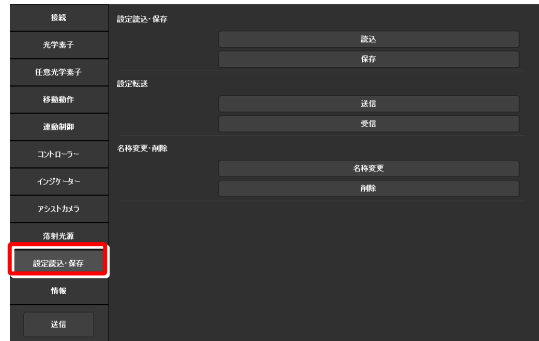 接続
光学素子
任意光学素子
移動動作
連動制御
コントローラー
インジケーター
アシストカメラ
落射光源
設定読込・保存
情報
送信
設定読込・保存
読込
保存
設定転送
送信
受信
名称変更・削除
名称変更
削除